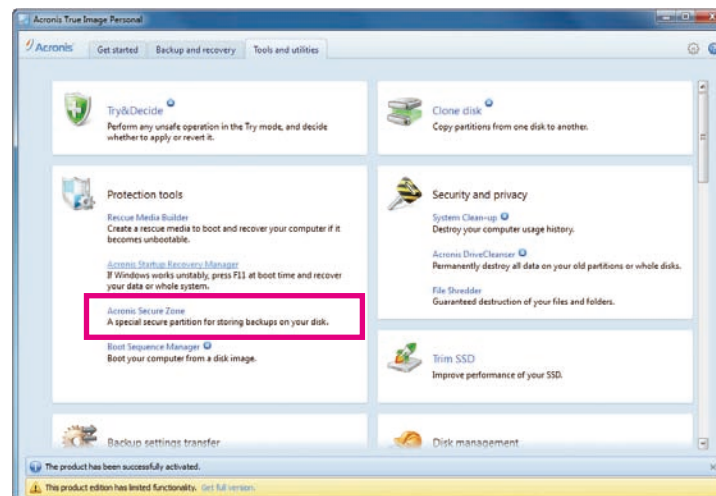 Acronis True Image Personal
Acronis
Get started
Backup and recovery
Tools and utilities
Try&Decide
Perform any unsafe operation in the Try mode, and decide
whether to apply or revert it.
Clone disk
Copy partitions from one disk to another.
Protection tools
Rescue Media Builder
Create a rescue media to boot and recover your computer if it
becomes unbootable.
Acronis Startup Recovery Manager
If Windows works unstably, press F11 at boot time and recover
your data or whole system.
Acronis Secure Zone
A special secure partition for storing backups on your disk.
Boot Sequence Manager
Boot your computer from a disk image.
Security and privacy
System Clean-up
Destroy your computer usage history.
Acronis DriveCleanser
Permanently destroy all data on your old partitions or whole disks.
File Shredder
Guaranteed destruction of your files and folders.
Trim SSD
Improve performance of your SSD.
Backup settings transfer
Disk management
The product has been successfully activated.
This product edition has limited functionality. Get full version.